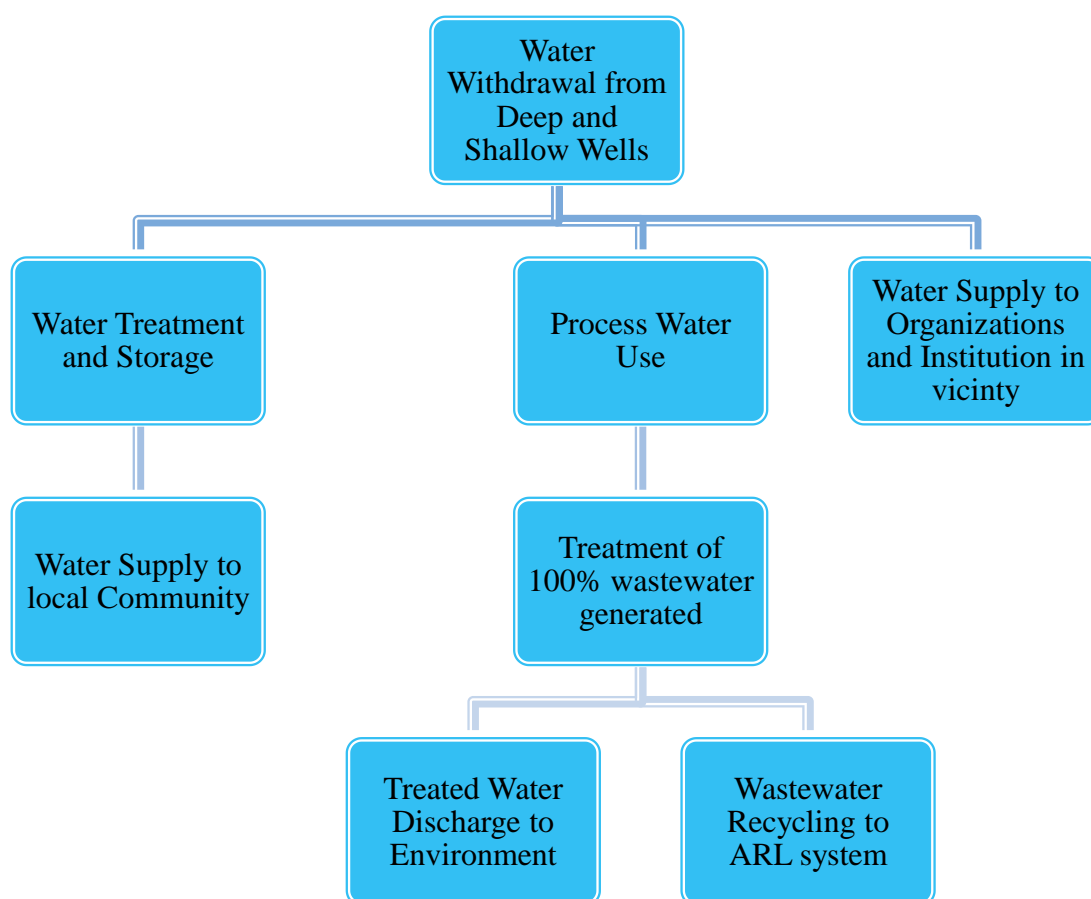 Water
Withdrawal from
Deep and
Shallow Wells
Water Treatment
and Storage
Process Water
Use
Water Supply to
Organizations
and Institution in
vicinty
Water Supply to
local Community
Treatment of
100% wastewater
generated
Treated Water
Discharge to
Environment
Wastewater
Recycling to
ARL system